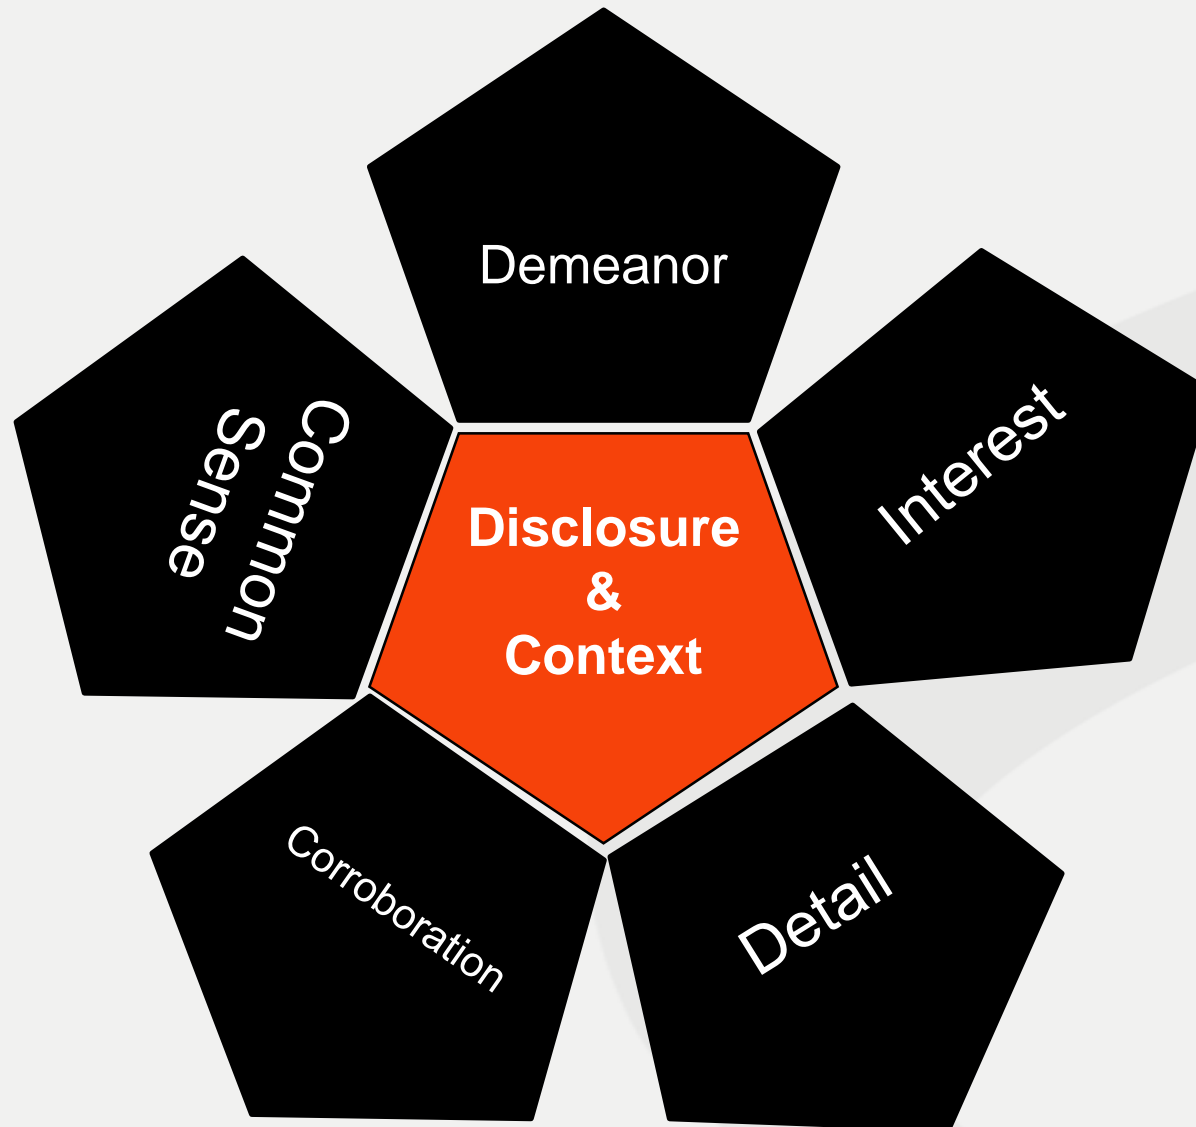 Demeanor
Interest
Common
Sense
Disclosure
&
Context
Corroboration
Detail